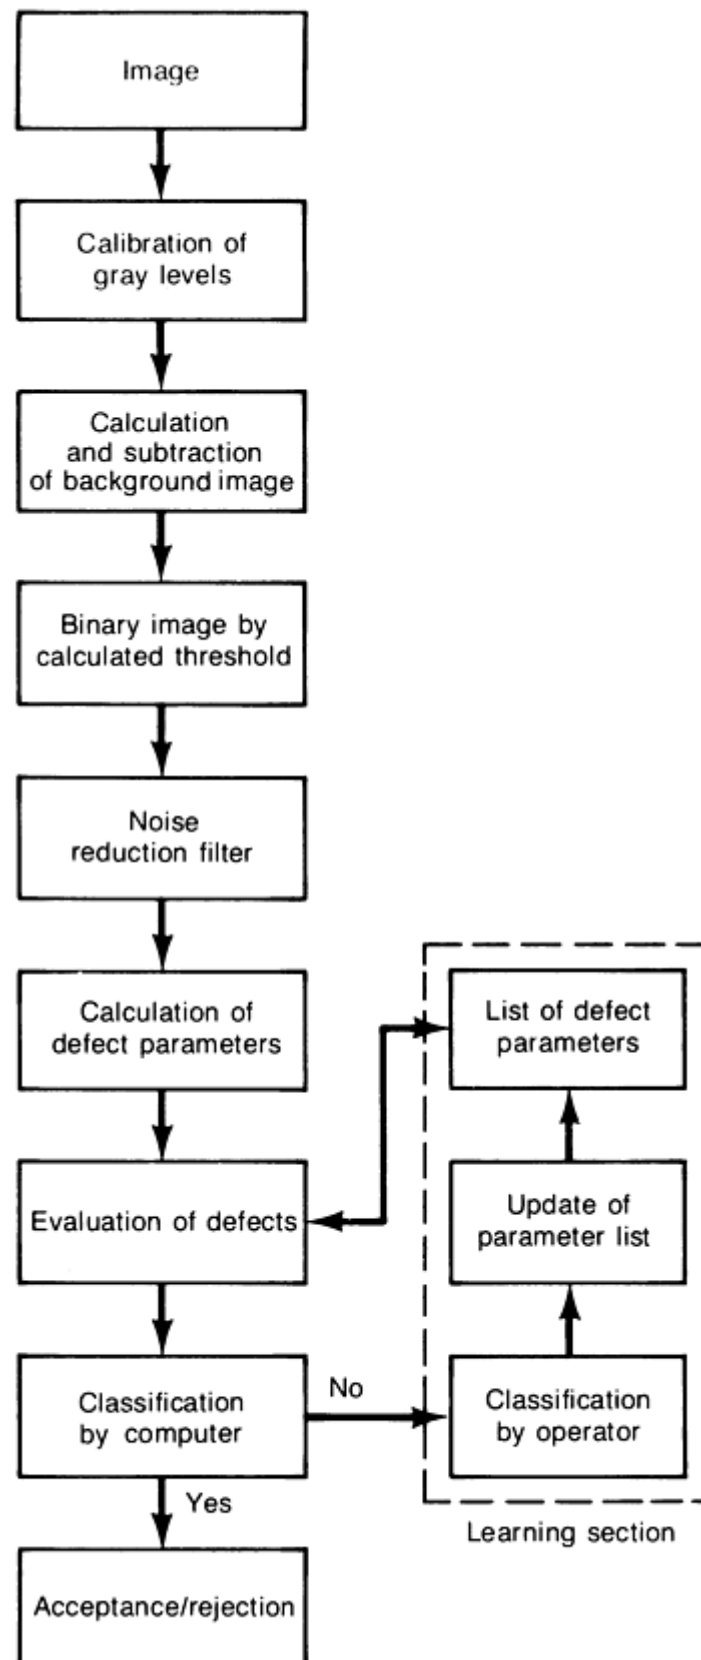 Image
Calibration of
gray levels
Calculation
and subtraction
of background image
Binary image by
calculated threshold
Noise
reduction filter
Calculation of
defect parameters
List of defect
parameters
Evaluation of defects
Update of
parameter list
Classification
by computer
No
Classification
by operator
Yes
Learning section
Acceptance/rejection